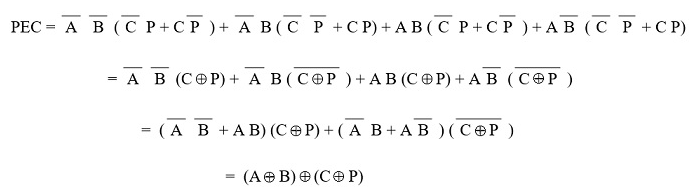 PEC = A̅ B̅ ( C̅ P + C P̅ ) + A̅ B ( C̅ P̅ + C P) + A B ( C̅ P + C P̅ ) + A B̅ ( C̅ P̅ + C P)
= A̅ B̅ (C ⊕ P) + A̅ B ( C̅ ⊕̅ P̅ ) + A B (C ⊕ P) + A B̅ ( C̅ ⊕̅ P̅ )
= ( A̅ B̅ + A B) (C ⊕ P) + ( A̅ B + A B̅ ) ( C̅ ⊕̅ P̅ )
= (A ⊕ B) ⊕ (C ⊕ P)